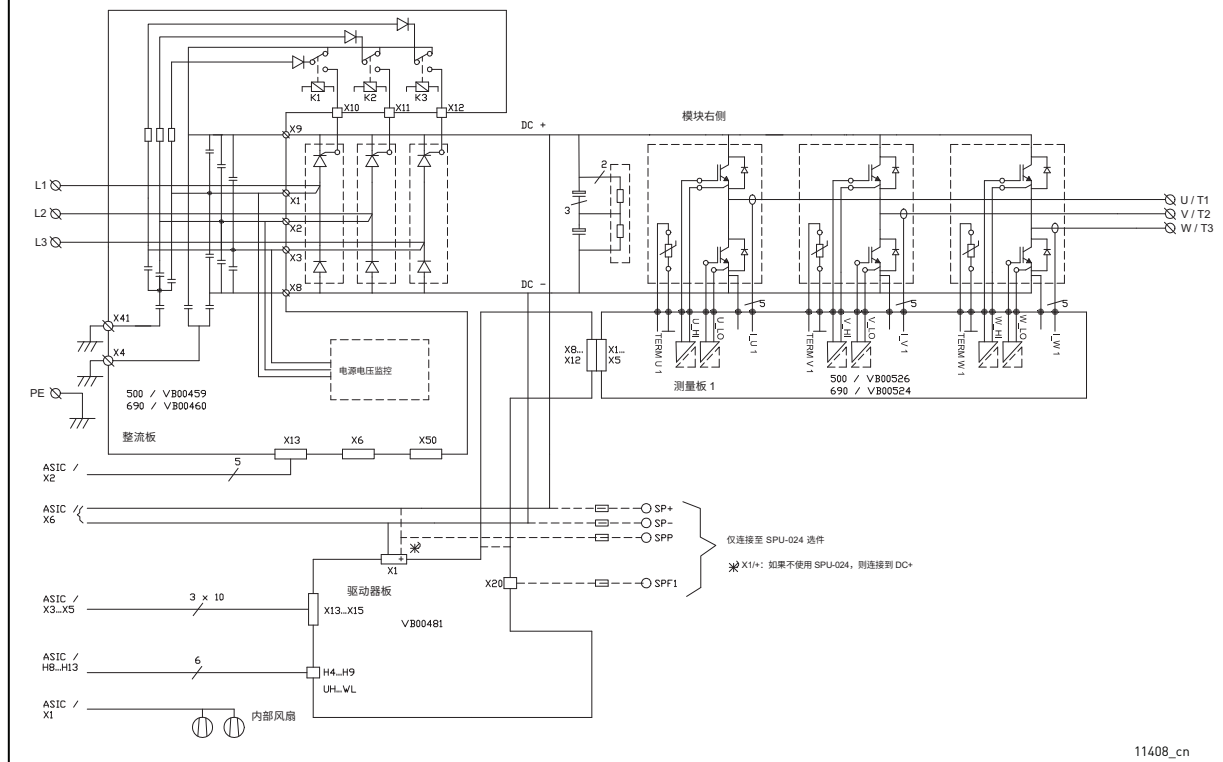 K1
K2
K3
X10
X11
X12
X9
DC +
模块右侧
L1
X1
L2
X2
L3
X3
2
3
U / T1
V / T2
W / T3
X8
DC -
X41
X4
PE
500 / VB00459
690 / VB00460
整流板
电源电压监控
X8...
X12
X1...
X5
TERM U 1
U_HI
U_LO
5
I_U 1
测量板 1
TERM V 1
V_HI
V_LO
5
I_V 1
500 / VB00526
690 / VB00524
TERM W 1
W_HI
W_LO
5
I_W 1
X13
X6
X50
ASIC /
X2
5
ASIC /
X6
SP+
SP-
SPP
仅连接至 SPU-024 选件
X1/+: 如果不使用 SPU-024，则连接到 DC+
X1
+
X20
SPF1
驱动器板
VB00481
ASIC /
X3...X5
3 x 10
X13...X15
ASIC /
H8...H13
6
H4...H9
UH...WL
ASIC /
X1
内部风扇
11408_cn